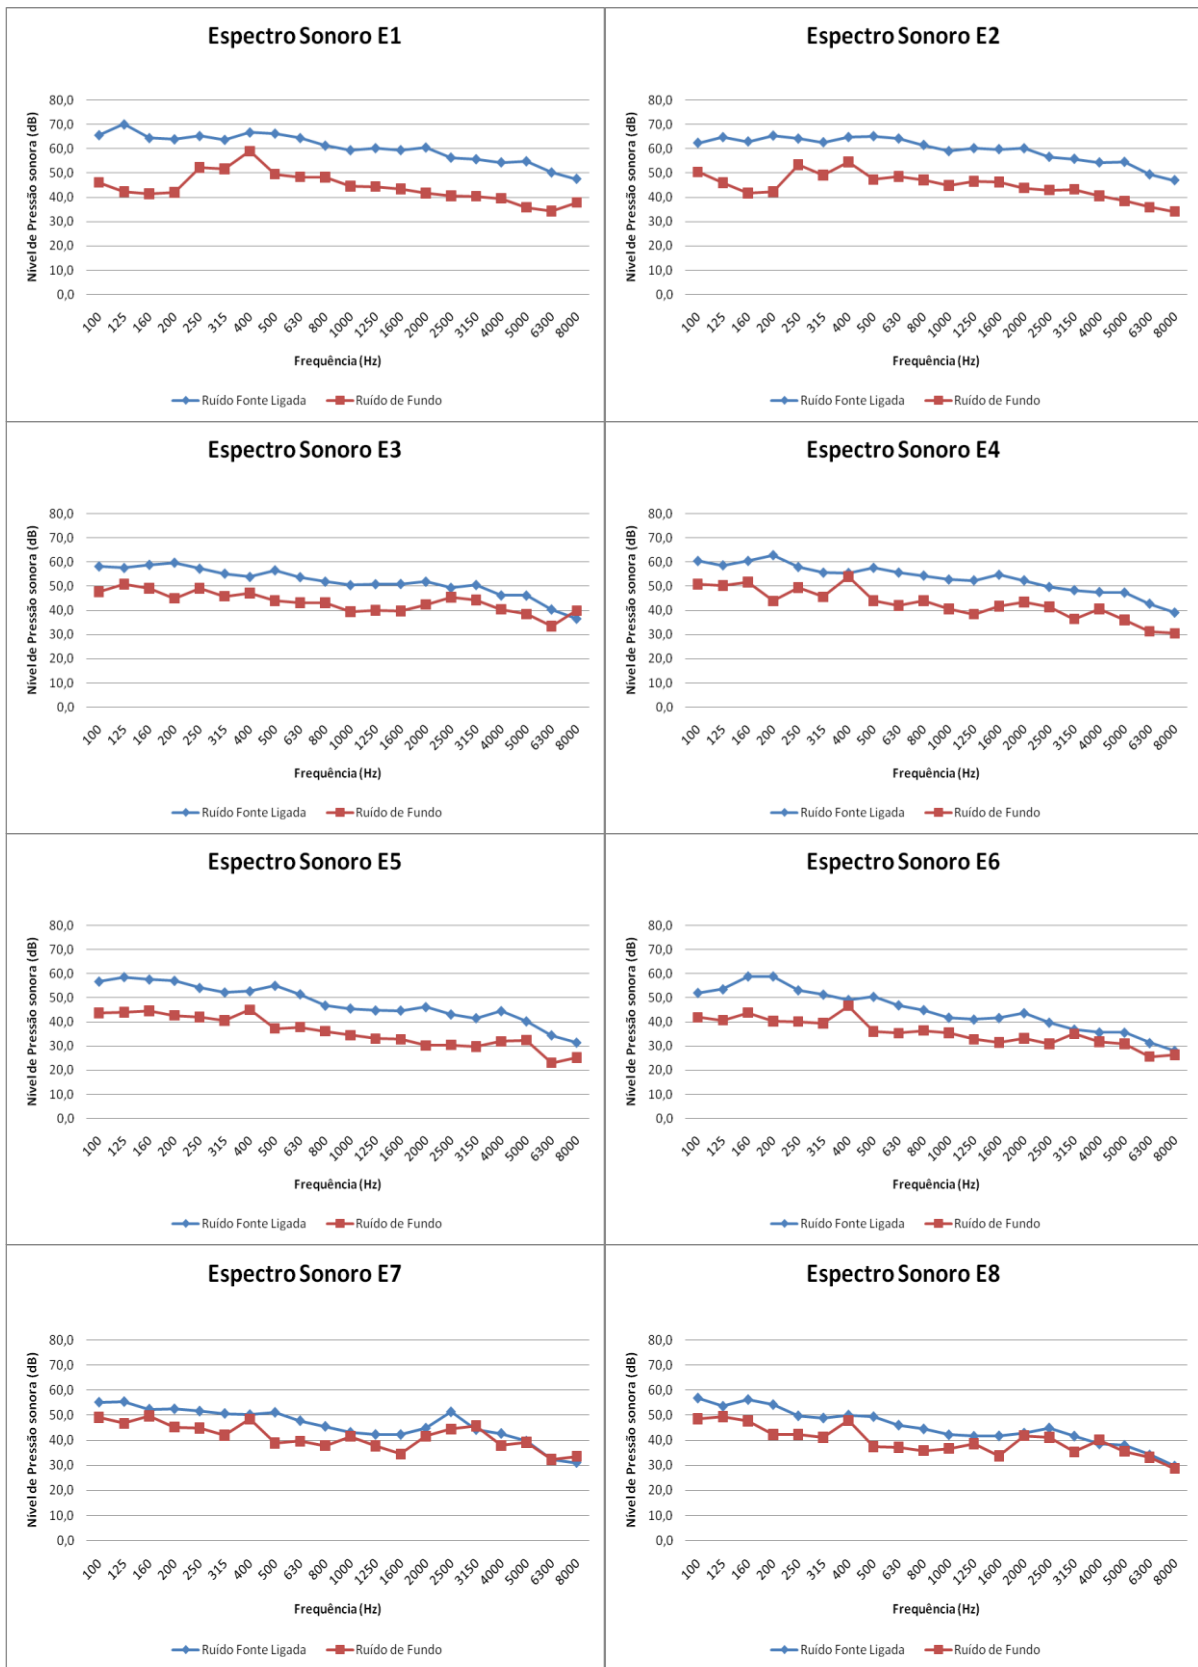 Espectro Sonoro E1
Nível de Pressão sonora (dB)
80,0
70,0
60,0
50,0
40,0
30,0
20,0
10,0
0,0
100 125 160 200 250 315 400 500 630 800 1000 1250 1600 2000 2500 3150 4000 5000 6300 8000
Frequência (Hz)
Ruído Fonte Ligada Ruído de Fundo
Espectro Sonoro E2
Nível de Pressão sonora (dB)
80,0
70,0
60,0
50,0
40,0
30,0
20,0
10,0
0,0
100 125 160 200 250 315 400 500 630 800 1000 1250 1600 2000 2500 3150 4000 5000 6300 8000
Frequência (Hz)
Ruído Fonte Ligada Ruído de Fundo
Espectro Sonoro E3
Nível de Pressão sonora (dB)
80,0
70,0
60,0
50,0
40,0
30,0
20,0
10,0
0,0
100 125 160 200 250 315 400 500 630 800 1000 1250 1600 2000 2500 3150 4000 5000 6300 8000
Frequência (Hz)
Ruído Fonte Ligada Ruído de Fundo
Espectro Sonoro E4
Nível de Pressão sonora (dB)
80,0
70,0
60,0
50,0
40,0
30,0
20,0
10,0
0,0
100 125 160 200 250 315 400 500 630 800 1000 1250 1600 2000 2500 3150 4000 5000 6300 8000
Frequência (Hz)
Ruído Fonte Ligada Ruído de Fundo
Espectro Sonoro E5
Nível de Pressão sonora (dB)
80,0
70,0
60,0
50,0
40,0
30,0
20,0
10,0
0,0
100 125 160 200 250 315 400 500 630 800 1000 1250 1600 2000 2500 3150 4000 5000 6300 8000
Frequência (Hz)
Ruído Fonte Ligada Ruído de Fundo
Espectro Sonoro E6
Nível de Pressão sonora (dB)
80,0
70,0
60,0
50,0
40,0
30,0
20,0
10,0
0,0
100 125 160 200 250 315 400 500 630 800 1000 1250 1600 2000 2500 3150 4000 5000 6300 8000
Frequência (Hz)
Ruído Fonte Ligada Ruído de Fundo
Espectro Sonoro E7
Nível de Pressão sonora (dB)
80,0
70,0
60,0
50,0
40,0
30,0
20,0
10,0
0,0
100 125 160 200 250 315 400 500 630 800 1000 1250 1600 2000 2500 3150 4000 5000 6300 8000
Frequência (Hz)
Ruído Fonte Ligada Ruído de Fundo
Espectro Sonoro E8
Nível de Pressão sonora (dB)
80,0
70,0
60,0
50,0
40,0
30,0
20,0
10,0
0,0
100 125 160 200 250 315 400 500 630 800 1000 1250 1600 2000 2500 3150 4000 5000 6300 8000
Frequência (Hz)
Ruído Fonte Ligada Ruído de Fundo